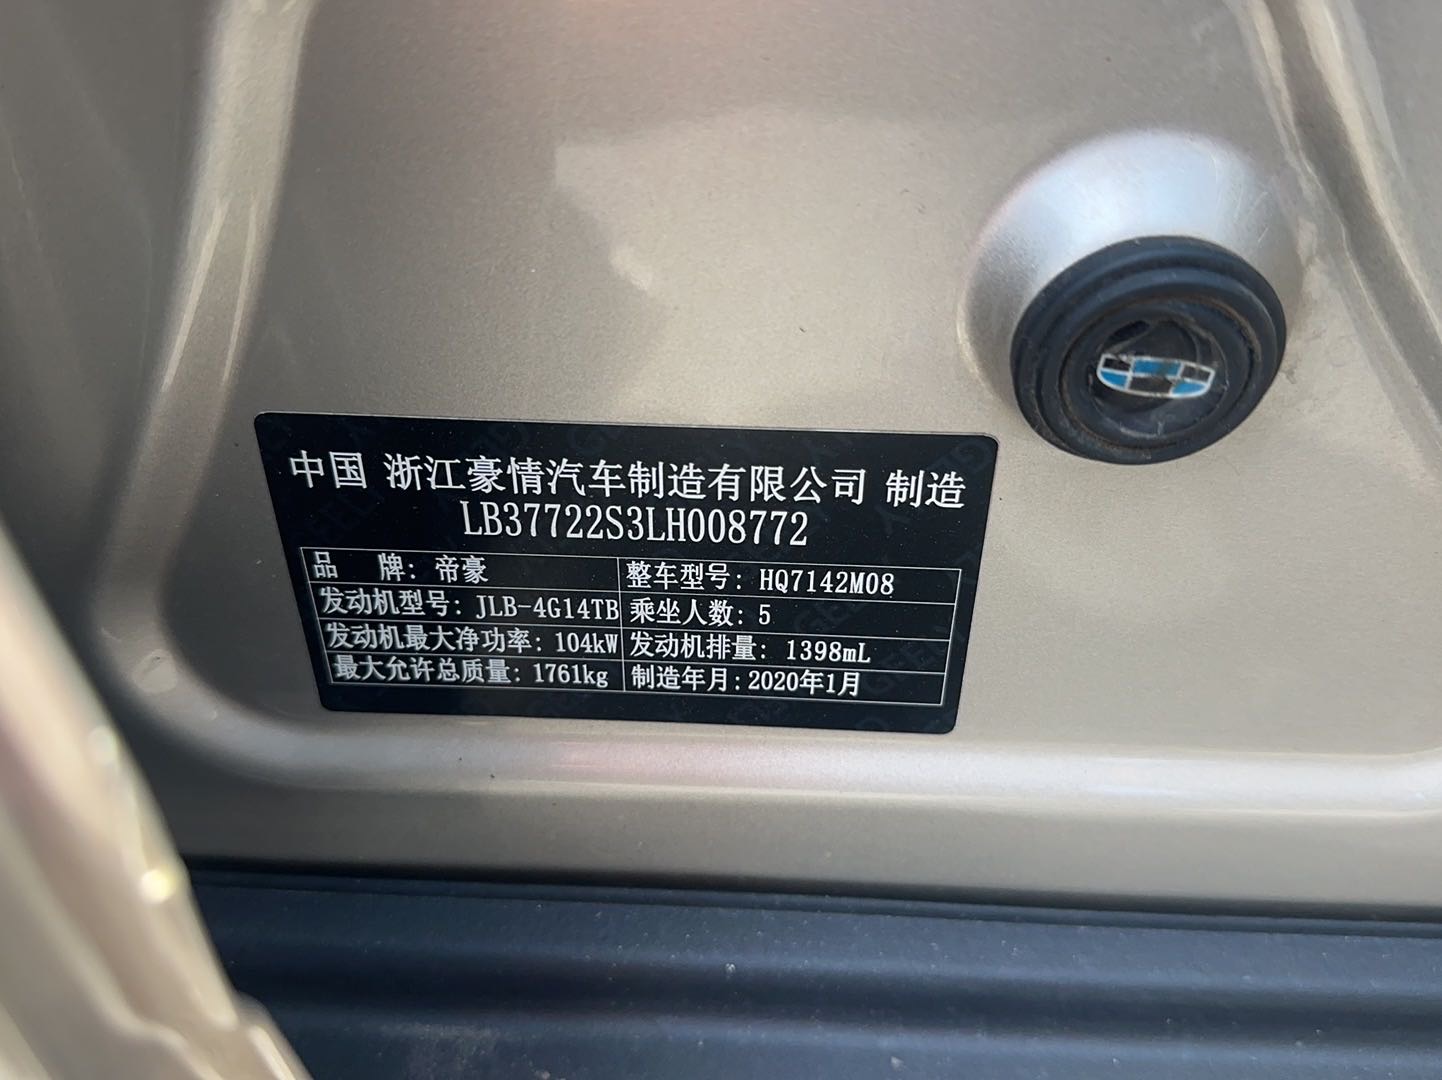 中国 浙江豪情汽车制造有限公司 制造
LB37722S3LH008772
品 牌: 帝豪 整车型号: HQ7142M08
发动机型号: JLB-4G14TB 乘坐人数: 5
发动机最大净功率: 104kW 发动机排量: 1398mL
最大允许总质量: 1761kg 制造年月: 2020年1月